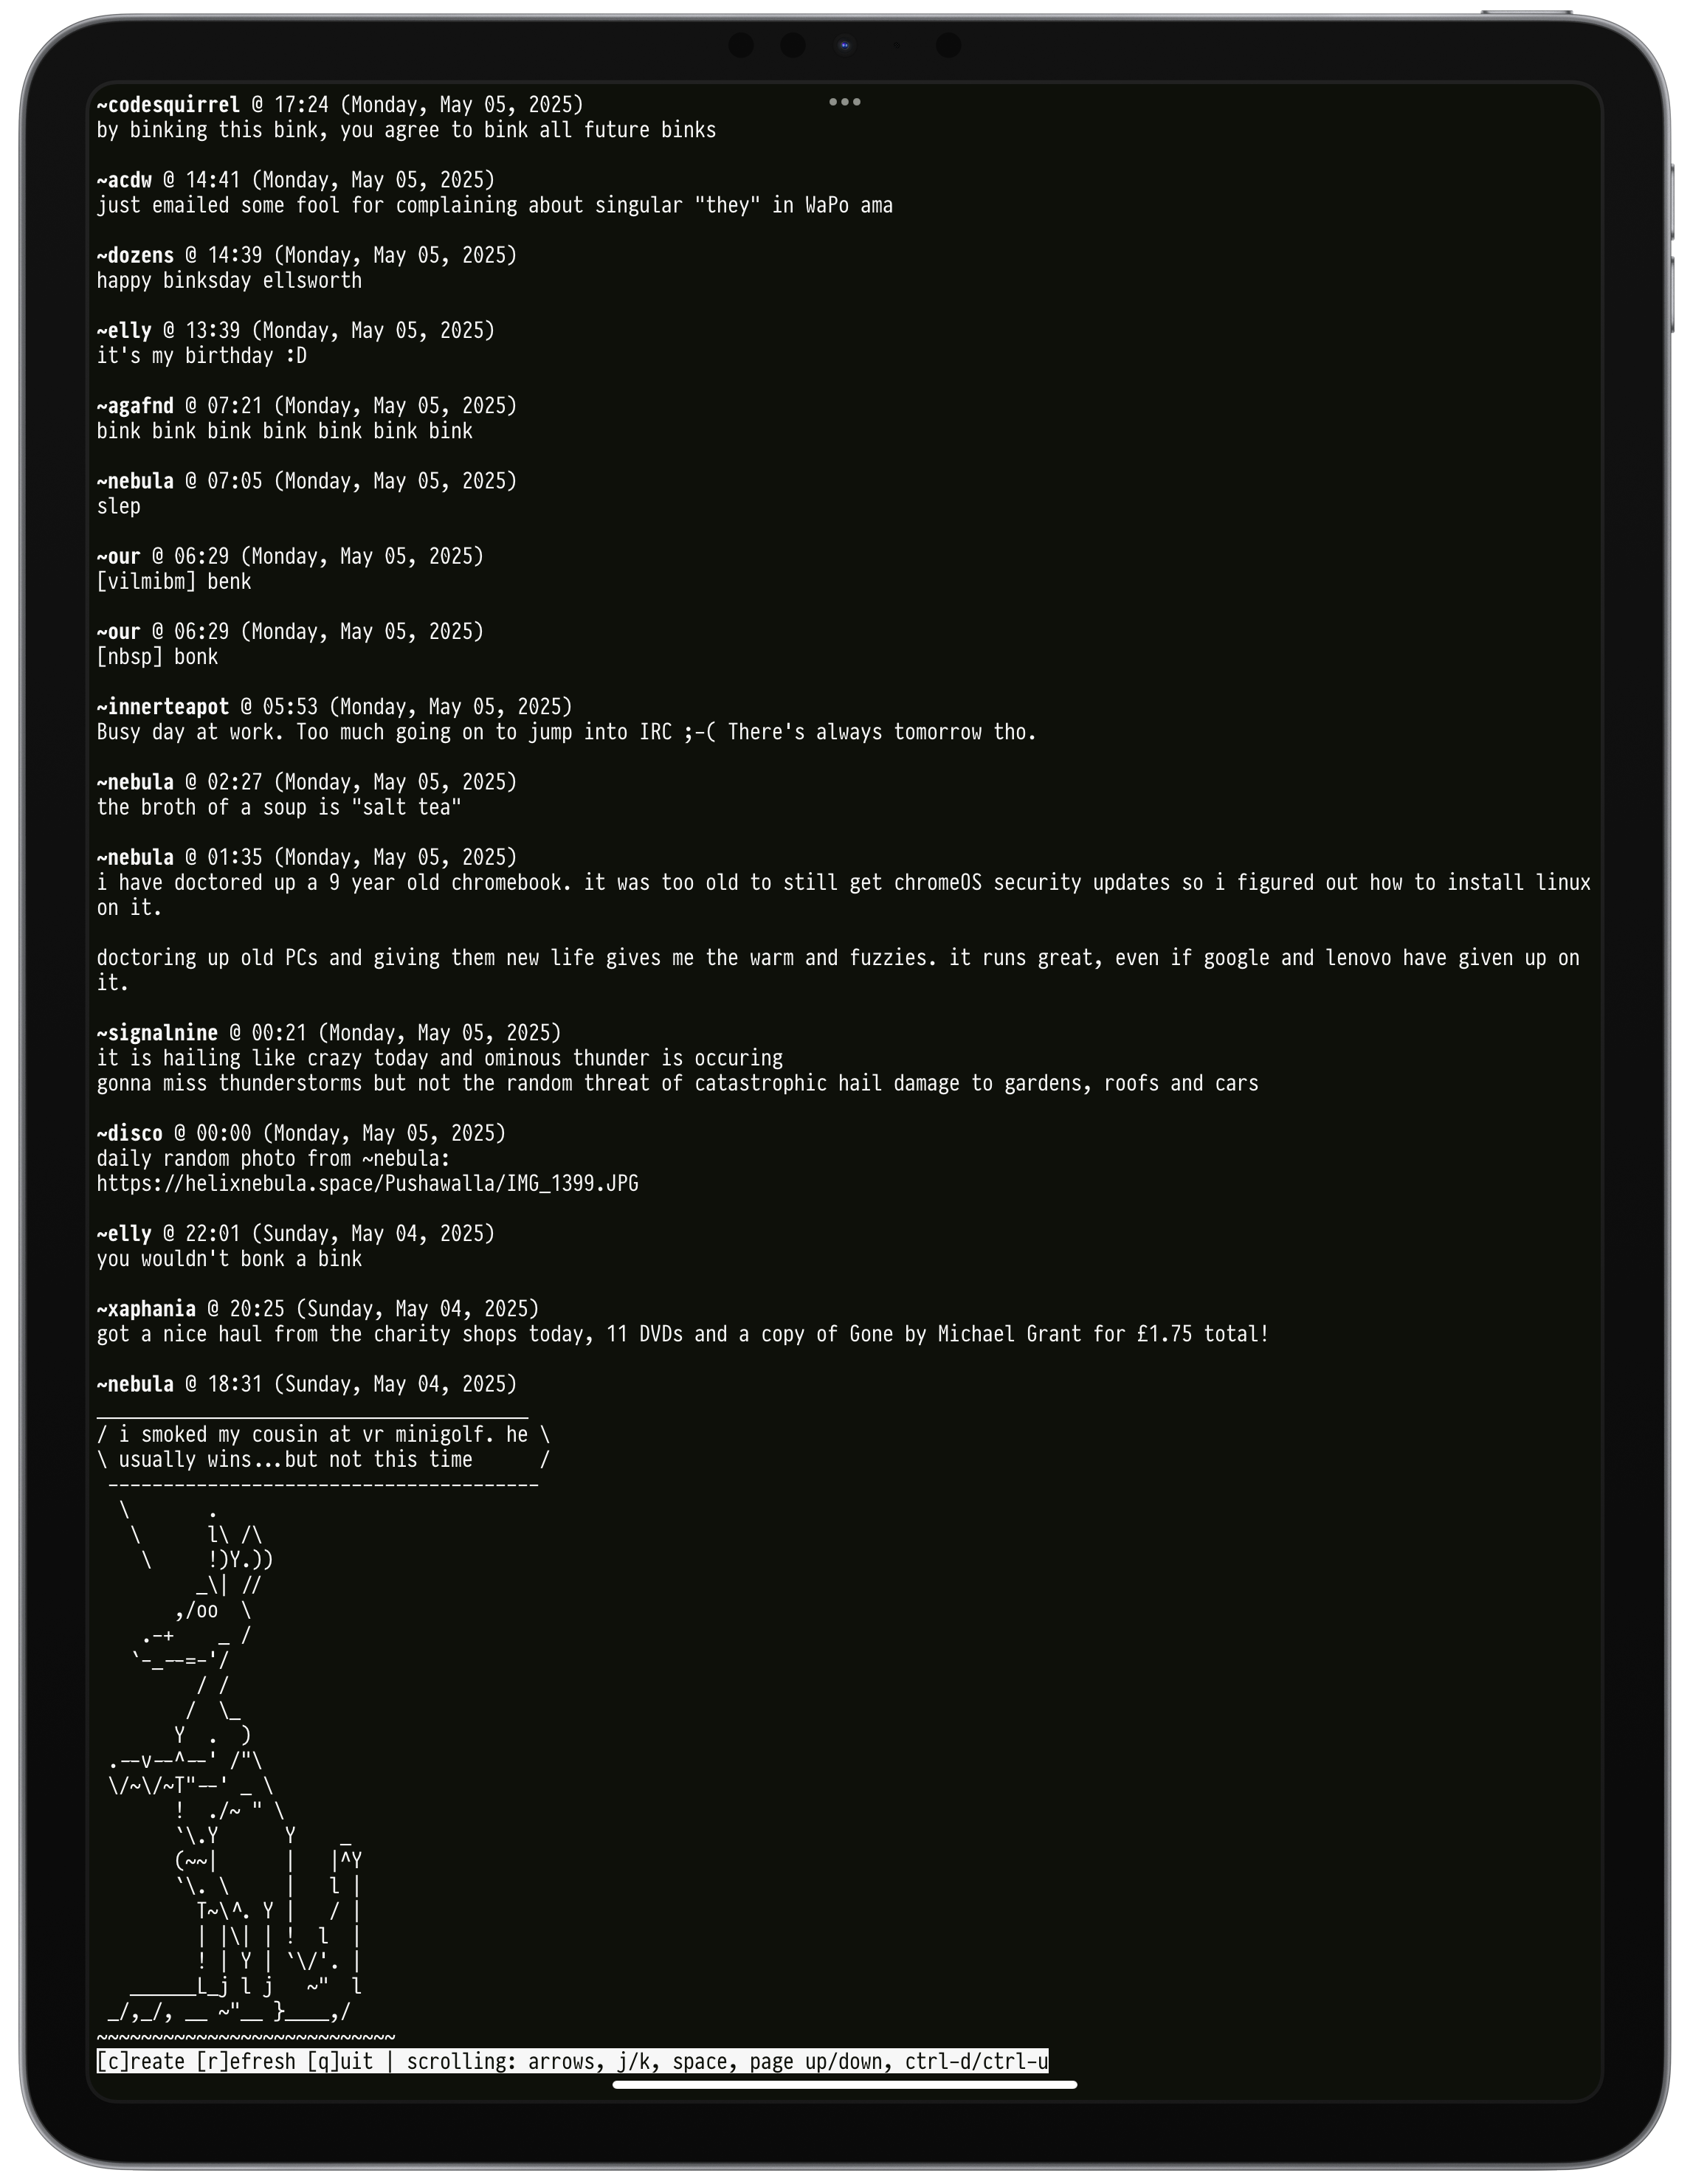 ~codesquirrel @ 17:24 (Monday, May 05, 2025)
by binking this bink, you agree to bink all future binks

~acdw @ 14:41 (Monday, May 05, 2025)
just emailed some fool for complaining about singular "they" in WaPo ama

~dozens @ 14:39 (Monday, May 05, 2025)
happy binksday ellsworth

~elly @ 13:39 (Monday, May 05, 2025)
it's my birthday :D

~agafnd @ 07:21 (Monday, May 05, 2025)
bink bink bink bink bink bink bink

~nebula @ 07:05 (Monday, May 05, 2025)
slep

~our @ 06:29 (Monday, May 05, 2025)
[vilmibm] benk

~our @ 06:29 (Monday, May 05, 2025)
[nbsp] bonk

~innerteapot @ 05:53 (Monday, May 05, 2025)
Busy day at work. Too much going on to jump into IRC ;-( There's always tomorrow tho.

~nebula @ 02:27 (Monday, May 05, 2025)
the broth of a soup is "salt tea"

~nebula @ 01:35 (Monday, May 05, 2025)
i have doctored up a 9 year old chromebook. it was too old to still get chromeOS security updates so i figured out how to install linux
on it.

doctoring up old PCs and giving them new life gives me the warm and fuzzies. it runs great, even if google and lenovo have given up on
it.

~signalnine @ 00:21 (Monday, May 05, 2025)
it is hailing like crazy today and ominous thunder is occuring
gonna miss thunderstorms but not the random threat of catastrophic hail damage to gardens, roofs and cars

~disco @ 00:00 (Monday, May 05, 2025)
daily random photo from ~nebula:
https://helixnebula.space/Pushawalla/IMG_1399.JPG

~elly @ 22:01 (Sunday, May 04, 2025)
you wouldn't bonk a bink

~xaphania @ 20:25 (Sunday, May 04, 2025)
got a nice haul from the charity shops today, 11 DVDs and a copy of Gone by Michael Grant for £1.75 total!

~nebula @ 18:31 (Sunday, May 04, 2025)
_______________________________________
/ i smoked my cousin at vr minigolf. he \
\ usually wins...but not this time      /
 ---------------------------------------
  \       .
   \      l\ /\
    \     !)Y.))
         _\| //
       ,/oo  \
    .-+    _ /
   `-_--=-'/
         / /
        /  \_
       Y  .  )
 .--v--^--' /"\
 \/~\/~T"--' _ \
       !  ./~ " \
       `\.Y      Y    _
       (~~|      |   |^Y
       `\. \     |   l |
         T~\^. Y |   / |
         | |\| | !  l  |
         ! | Y | `\/'. |
   ______L_j l j   ~"  l
 _/,_/, __ ~"__ }____,/
~~~~~~~~~~~~~~~~~~~~~~~~~~~
[c]reate [r]efresh [q]uit | scrolling: arrows, j/k, space, page up/down, ctrl-d/ctrl-u